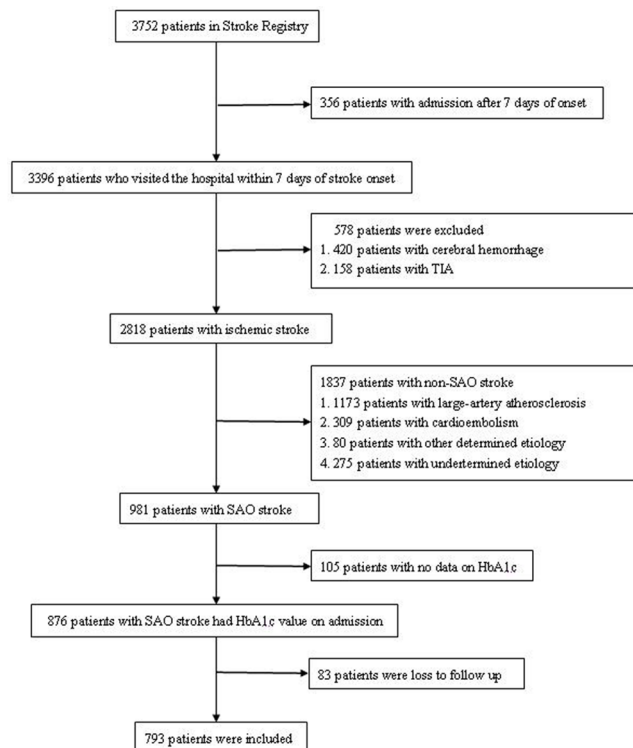 3752 patients in Stroke Registry
356 patients with admission after 7 days of onset
3396 patients who visited the hospital within 7 days of stroke onset
578 patients were excluded
1. 420 patients with cerebral hemorrhage
2. 158 patients with TIA
2818 patients with ischemic stroke
1837 patients with non-SAO stroke
1. 1173 patients with large-artery atherosclerosis
2. 309 patients with cardioembolism
3. 80 patients with other determined etiology
4. 275 patients with undertermined etiology
981 patients with SAO stroke
105 patients with no data on HbA1c
876 patients with SAO stroke had HbA1c value on admission
83 patients were loss to follow up
793 patients were included